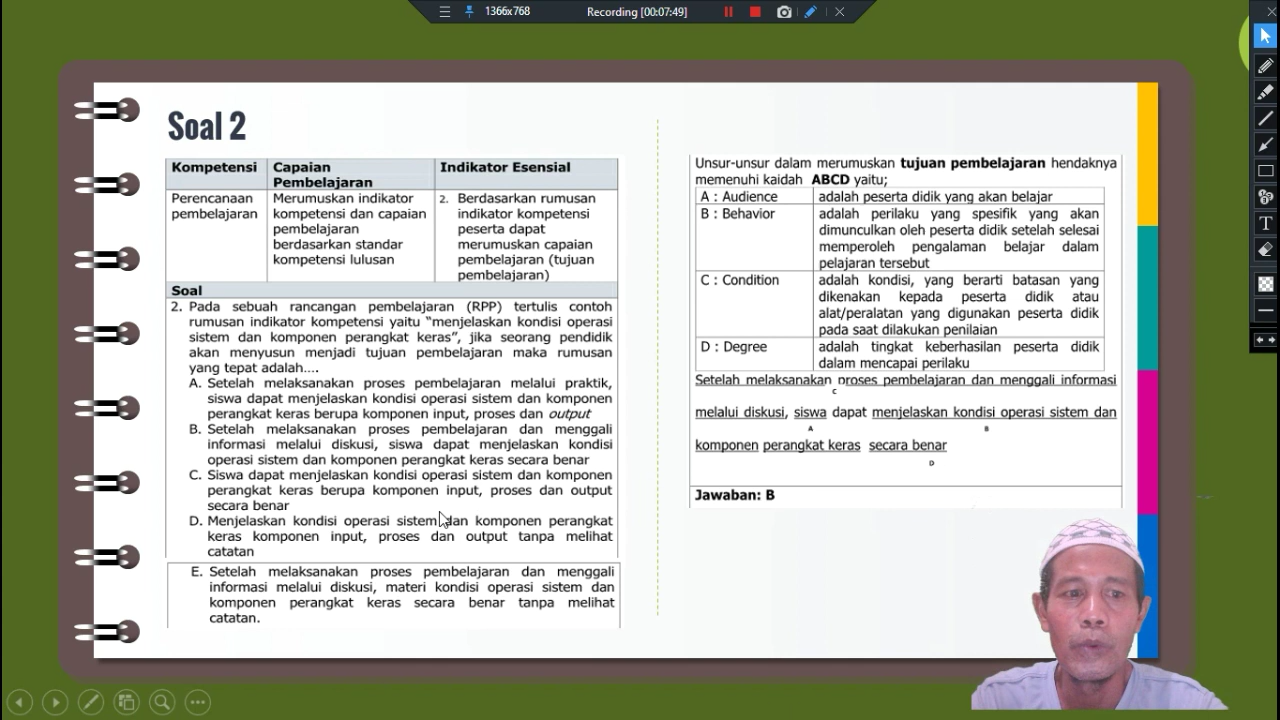 1366x768
Recording [00:07:49]
Soal 2
Kompetensi Capaian Pembelajaran Indikator Esensial
Perencanaan pembelajaran
Merumuskan indikator
kompetensi dan capaian
pembelajaran
berdasarkan standar
kompetensi lulusan
2. Berdasarkan rumusan
indikator kompetensi
peserta dapat
merumuskan capaian
pembelajaran (tujuan
pembelajaran)
Soal
2. Pada sebuah rancangan pembelajaran (RPP) tertulis contoh
rumusan indikator kompetensi yaitu “menjelaskan kondisi operasi
sistem dan komponen perangkat keras”, jika seorang pendidik
akan menyusun menjadi tujuan pembelajaran maka rumusan
yang tepat adalah....
A. Setelah melaksanakan proses pembelajaran melalui praktik,
siswa dapat menjelaskan kondisi operasi sistem dan komponen
perangkat keras berupa komponen input, proses dan output
B. Setelah melaksanakan proses pembelajaran dan menggali
informasi melalui diskusi, siswa dapat menjelaskan kondisi
operasi sistem dan komponen perangkat keras secara benar
C. Siswa dapat menjelaskan kondisi operasi sistem dan komponen
perangkat keras berupa komponen input, proses dan output
secara benar
D. Menjelaskan kondisi operasi sistem dan komponen perangkat
keras komponen input, proses dan output tanpa melihat
catatan
E. Setelah melaksanakan proses pembelajaran dan menggali
informasi melalui diskusi, materi kondisi operasi sistem dan
komponen perangkat keras secara benar tanpa melihat
catatan.
Unsur-unsur dalam merumuskan tujuan pembelajaran hendaknya
memenuhi kaidah ABCD yaitu;
A : Audience adalah peserta didik yang akan belajar
B : Behavior adalah perilaku yang spesifik yang akan
dimunculkan oleh peserta didik setelah selesai
memperoleh pengalaman belajar dalam
pelajaran tersebut
C : Condition adalah kondisi, yang berarti batasan yang
dikenakan kepada peserta didik atau
alat/peralatan yang digunakan peserta didik
pada saat dilakukan penilaian
D : Degree adalah tingkat keberhasilan peserta didik
dalam mencapai perilaku
Setelah melaksanakan proses pembelajaran dan menggali informasi
C
melalui diskusi, siswa dapat menjelaskan kondisi operasi sistem dan
A B
komponen perangkat keras secara benar
D
Jawaban: B